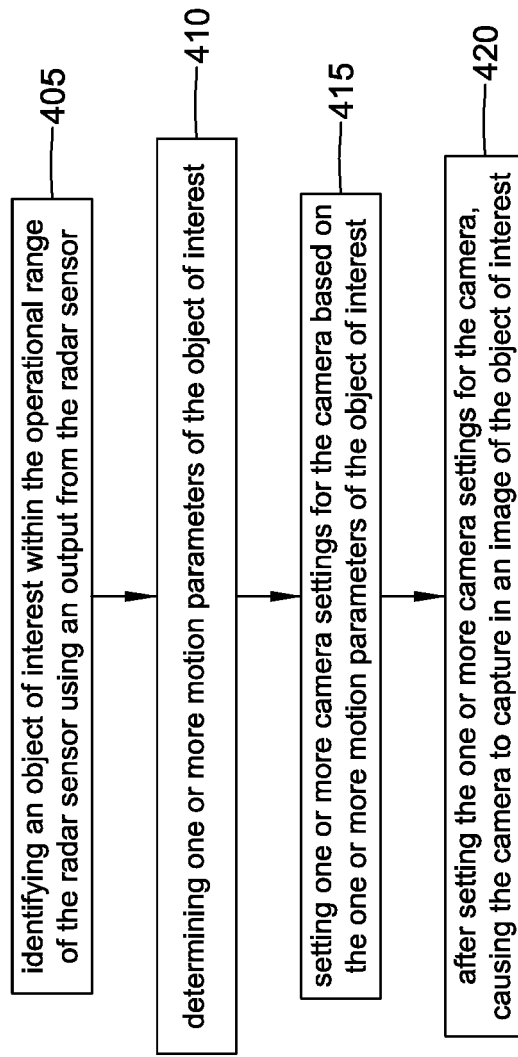 identifying an object of interest within the operational range
of the radar sensor using an output from the radar sensor
405
determining one or more motion parameters of the object of interest
410
setting one or more camera settings for the camera based on
the one or more motion parameters of the object of interest
415
after setting the one or more camera settings for the camera,
causing the camera to capture in an image of the object of interest
420